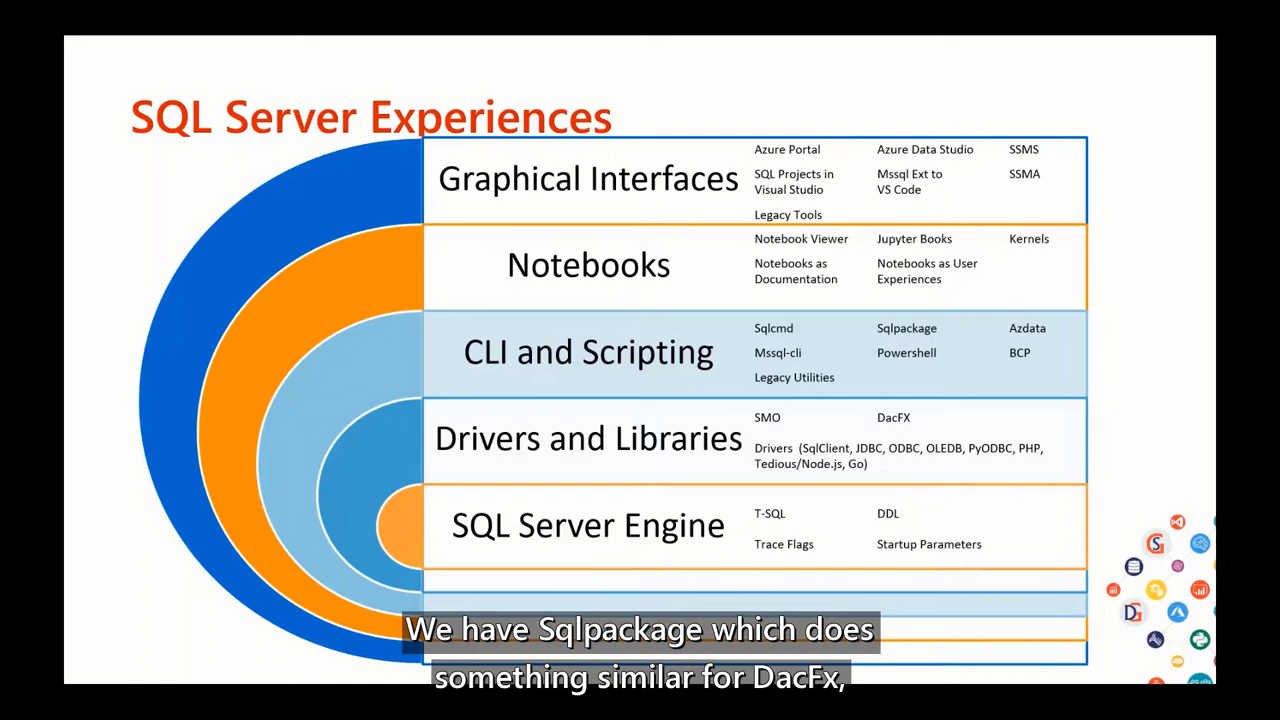 SQL Server Experiences
Graphical Interfaces
Azure Portal
Azure Data Studio
SSMS
SQL Projects in
Visual Studio
Mssql Ext to
VS Code
SSMA
Legacy Tools
Notebooks
Notebook Viewer
Jupyter Books
Kernels
Notebooks as
Documentation
Notebooks as User
Experiences
CLI and Scripting
Sqlcmd
Sqlpackage
Azdata
Mssql-cli
Powershell
BCP
Legacy Utilities
Drivers and Libraries
SMO
DacFX
Drivers (SqlClient, JDBC, ODBC, OLEDB, PyODBC, PHP,
Tedious/Node.js, Go)
SQL Server Engine
T-SQL
DDL
Trace Flags
Startup Parameters
We have Sqlpackage which does
something similar for DacFx,